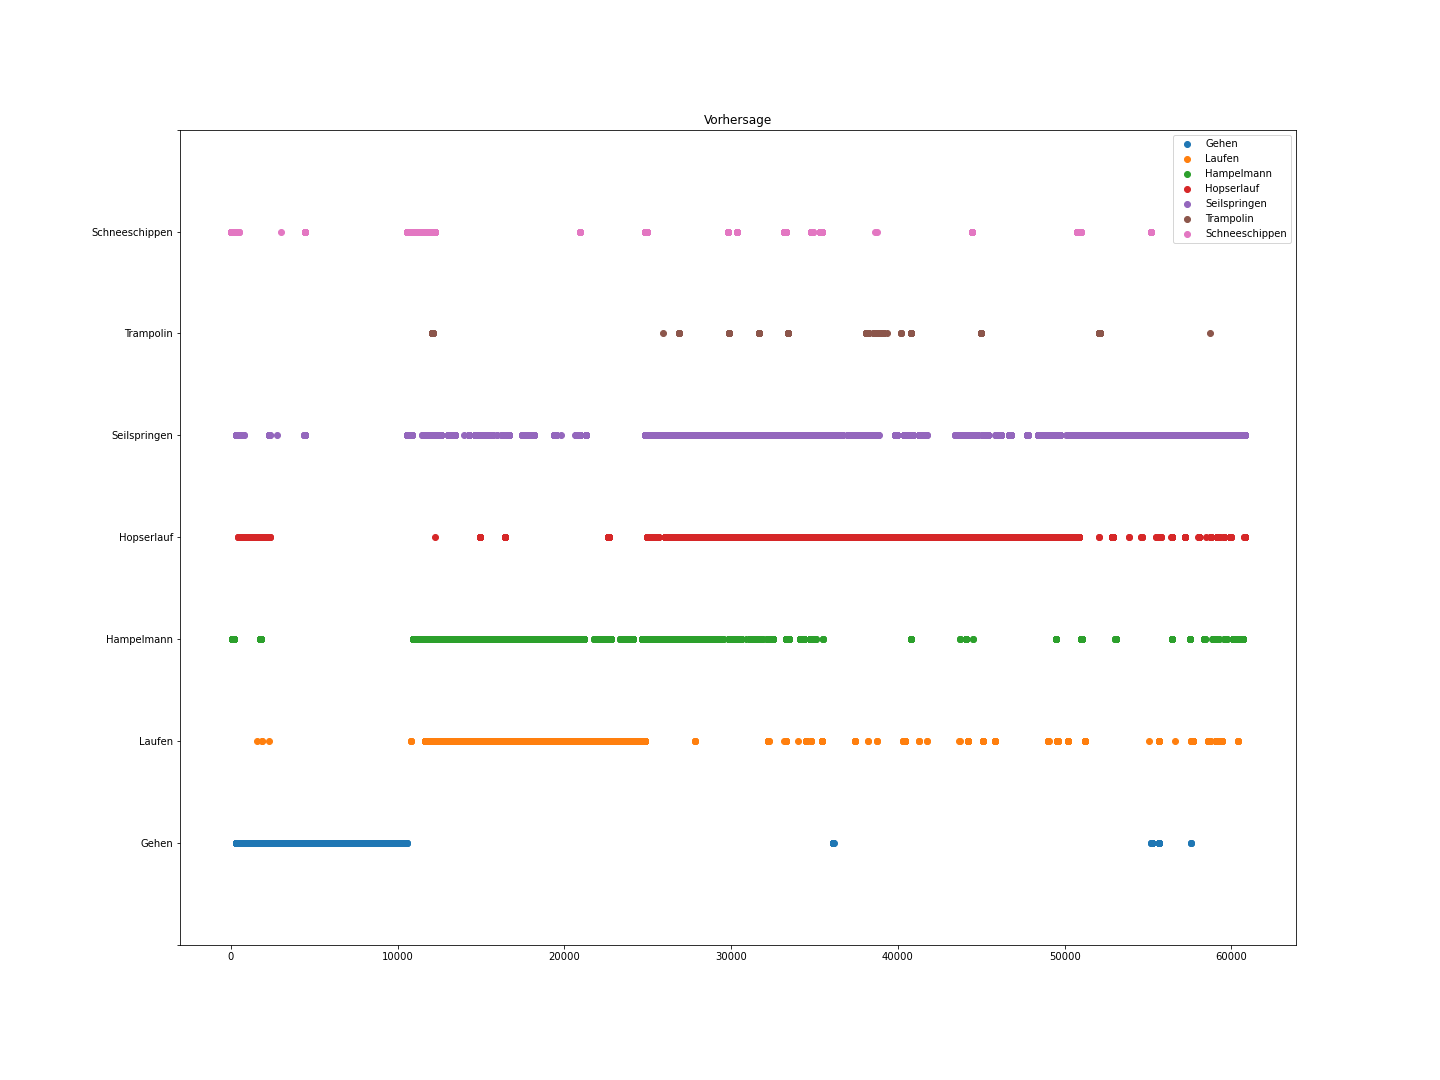 Vorhersage
Gehen
Laufen
Hampelmann
Hopserlauf
Seilspringen
Trampolin
Schneeschippen
Schneeschippen
Trampolin
Seilspringen
Hopserlauf
Hampelmann
Laufen
Gehen
0 10000 20000 30000 40000 50000 60000